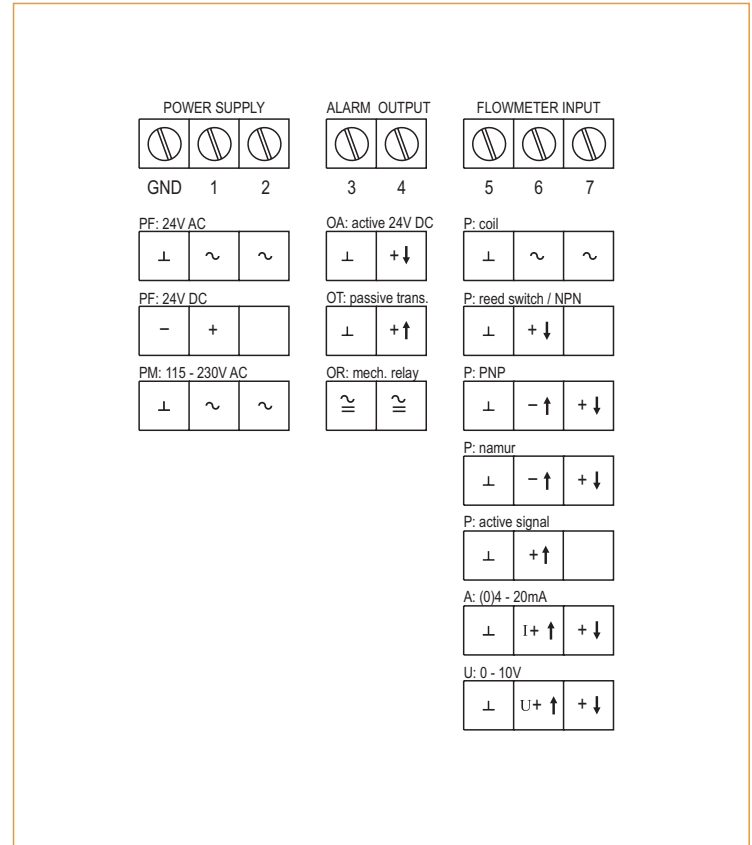 POWER SUPPLY ALARM OUTPUT FLOWMETER INPUT
GND 1 2 3 4 5 6 7
PF: 24V AC OA: active 24V DC P: coil
⊥ ~ ~ ⊥ +↓ ⊥ ~ ~
PF: 24V DC OT: passive trans. P: reed switch / NPN
− + ⊥ +↑ ⊥ +↓
PM: 115 - 230V AC OR: mech. relay P: PNP
⊥ ~ ~ ≅ ≅ ⊥ −↑ +↓
P: namur
⊥ −↑ +↓
P: active signal
⊥ +↑
A: (0)4 - 20mA
⊥ I+ ↑ +↓
U: 0 - 10V
⊥ U+ ↑ +↓